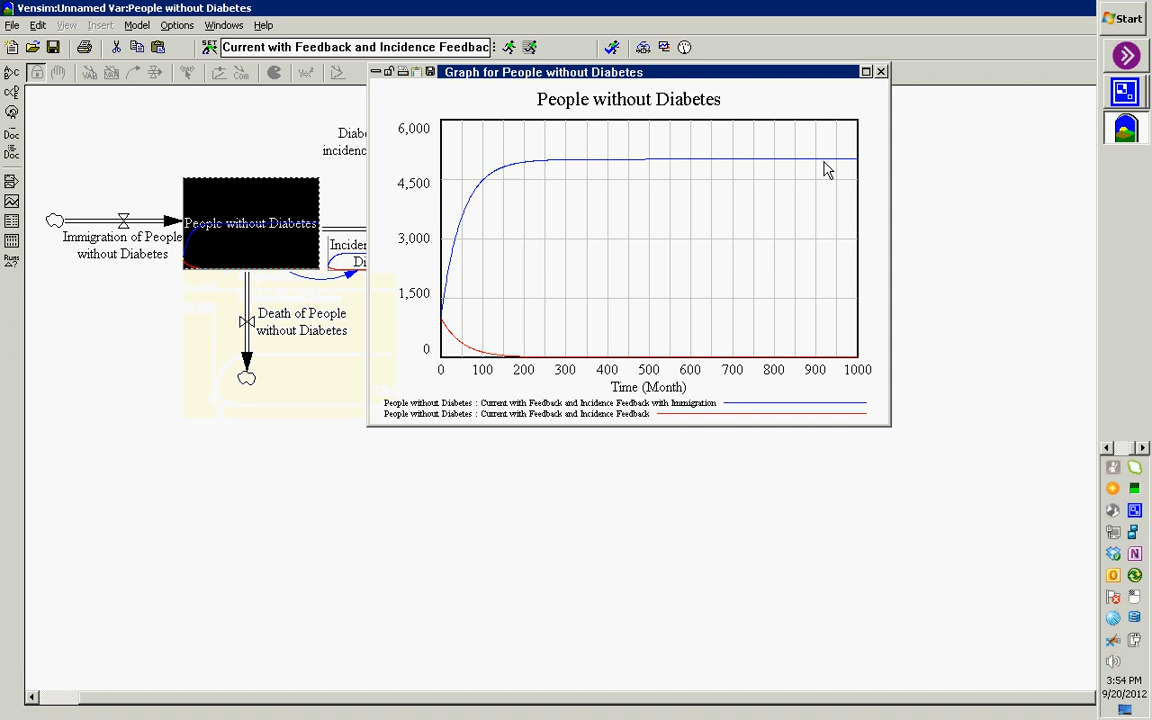 Vensim:Unnamed Var:People without Diabetes
File Edit View Insert Model Options Windows Help
SET Current with Feedback and Incidence Feedbac
Graph for People without Diabetes
People without Diabetes
6,000
4,500
3,000
1,500
0
0 100 200 300 400 500 600 700 800 900 1000
Time (Month)
People without Diabetes : Current with Feedback and Incidence Feedback with Immigration
People without Diabetes : Current with Feedback and Incidence Feedback
Diabe
incidenc
People without Diabetes
Immigration of People
without Diabetes
Inciden
Di
Death of People
without Diabetes
Doc
Doc
Runs
?
VAB
Com
Start
3:54 PM
9/20/2012